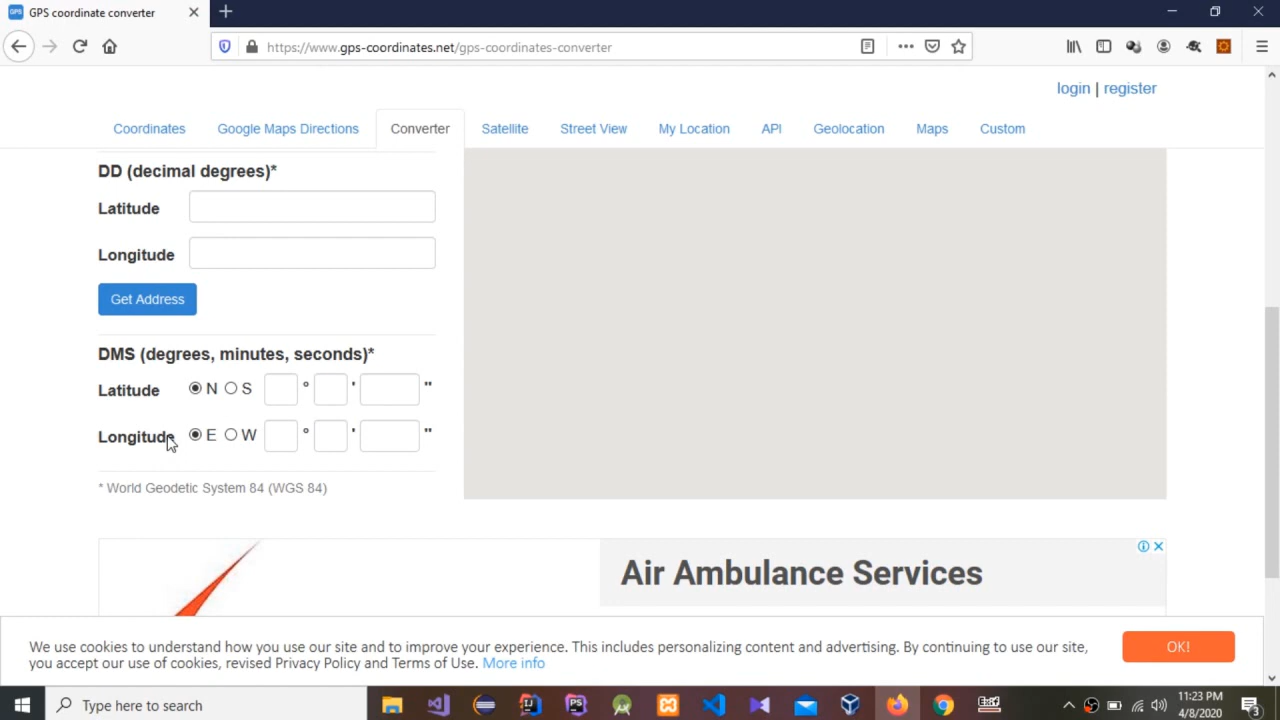 GPS
GPS coordinate converter
https://www.gps-coordinates.net/gps-coordinates-converter
login | register
Coordinates Google Maps Directions Converter Satellite Street View My Location API Geolocation Maps Custom
DD (decimal degrees)*
Latitude
Longitude
Get Address
DMS (degrees, minutes, seconds)*
Latitude N S ° ' "
Longitude E W ° ' "
* World Geodetic System 84 (WGS 84)
Air Ambulance Services
We use cookies to understand how you use our site and to improve your experience. This includes personalizing content and advertising. By continuing to use our site,
you accept our use of cookies, revised Privacy Policy and Terms of Use. More info
OK!
Type here to search
PS
11:23 PM
4/8/2020
3